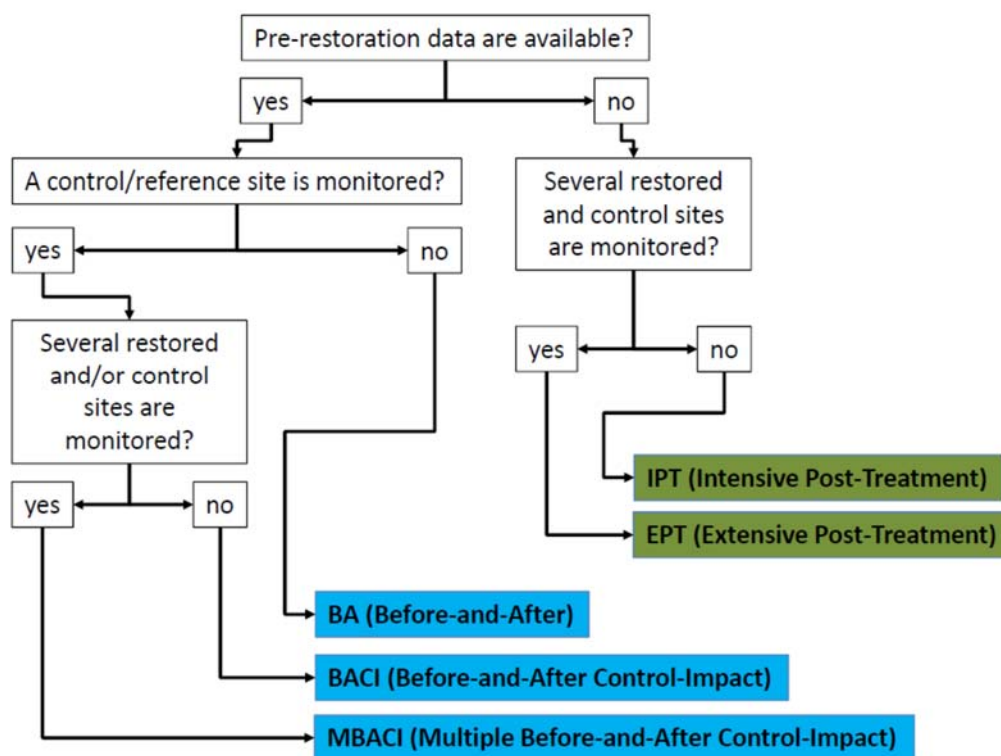 Pre-restoration data are available?
yes
no
A control/reference site is monitored?
Several restored
and control sites
are monitored?
yes
no
Several restored
and/or control
sites are
monitored?
yes
no
IPT (Intensive Post-Treatment)
yes
no
EPT (Extensive Post-Treatment)
BA (Before-and-After)
BACI (Before-and-After Control-Impact)
MBACI (Multiple Before-and-After Control-Impact)